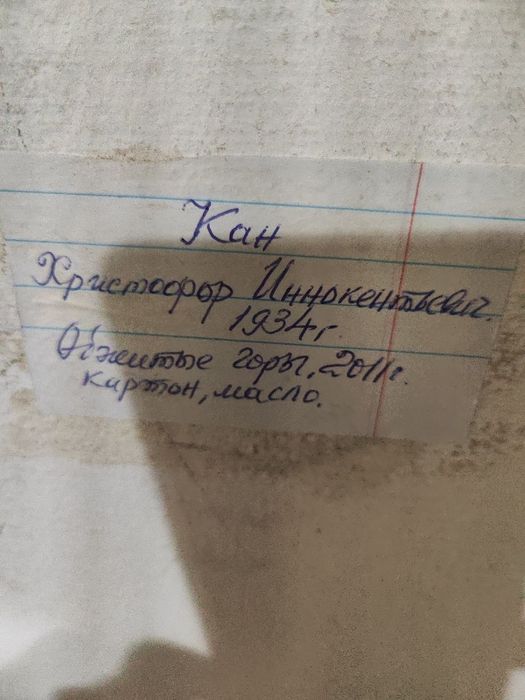 Кан
Христофор Иннокентьевич.
1934г.
Обжитые горы, 2011г.
картон, масло.